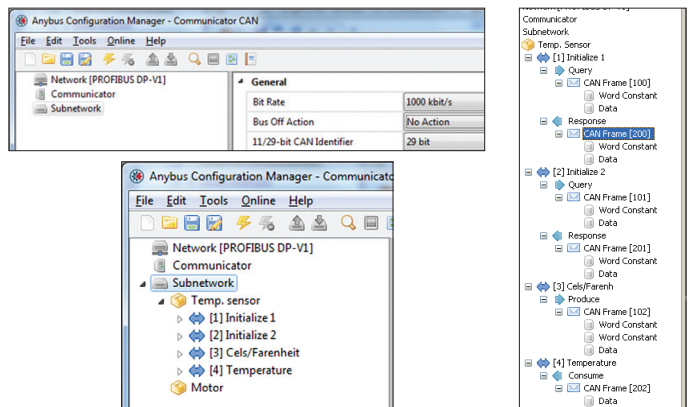 Anybus Configuration Manager - Communicator CAN
File Edit Tools Online Help
Network [PROFIBUS DP-V1]
Communicator
Subnetwork
General
Bit Rate 1000 kbit/s
Bus Off Action No Action
11/29-bit CAN Identifier 29 bit
Anybus Configuration Manager - Communicatc
File Edit Tools Online Help
Network [PROFIBUS DP-V1]
Communicator
Subnetwork
Temp. sensor
[1] Initialize 1
[2] Initialize 2
[3] Cels/Farenheit
[4] Temperature
Motor
Communicator
Subnetwork
Temp. Sensor
[1] Initialize 1
Query
CAN Frame [100]
Word Constant
Data
Response
CAN Frame [200]
Word Constant
Data
[2] Initialize 2
Query
CAN Frame [101]
Word Constant
Data
Response
CAN Frame [201]
Word Constant
Data
[3] Cels/Farenh
Produce
CAN Frame [102]
Word Constant
Word Constant
Data
[4] Temperature
Consume
CAN Frame [202]
Data